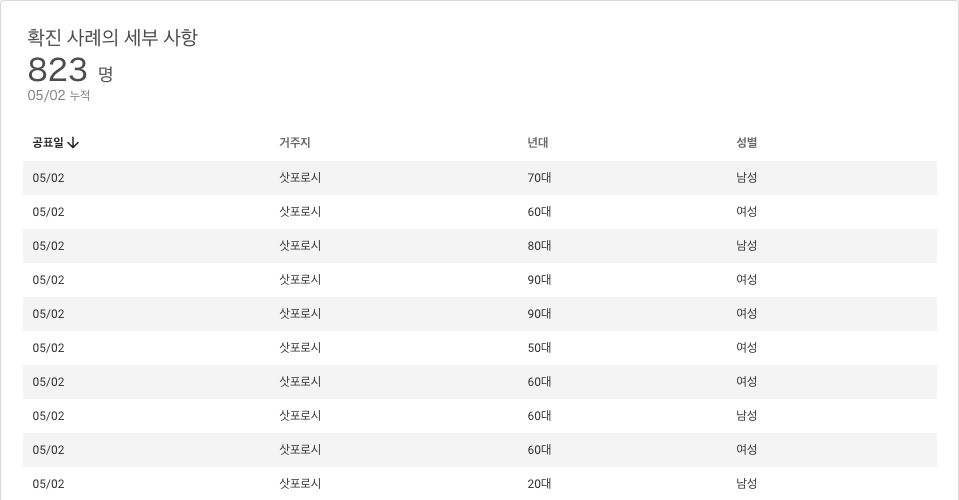 확진 사례의 세부 사항
823 명
05/02 누적
공표일 거주지 년대 성별
05/02 삿포로시 70대 남성
05/02 삿포로시 60대 여성
05/02 삿포로시 80대 남성
05/02 삿포로시 90대 여성
05/02 삿포로시 90대 여성
05/02 삿포로시 50대 여성
05/02 삿포로시 60대 여성
05/02 삿포로시 60대 남성
05/02 삿포로시 60대 여성
05/02 삿포로시 20대 남성